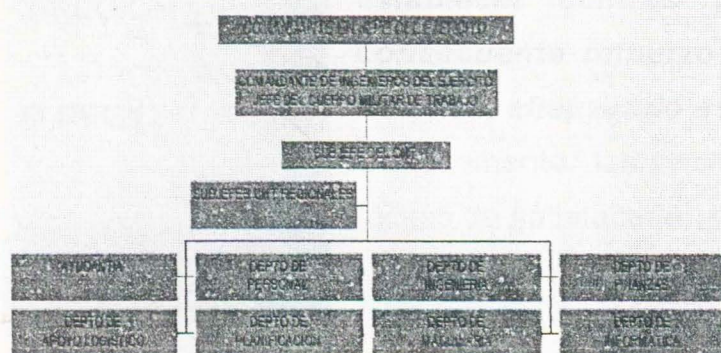 COMANDANTE EN JEFE DEL EJERCITO
COMANDANTE DE INGENIEROS DEL EJERCITO
JEFE DEL CUERPO MILITAR DE TRABAJO
SUBJEFE DEL CMT
SUBJEFES CMT REGIONALES
AYUDANTIA
DEPTO DE
PERSONAL
DEPTO DE
INGENIERIA
DEPTO DE
FINANZAS
DEPTO DE
APOYO LOGISTICO
DEPTO DE
PLANIFICACION
DEPTO DE
MAQUINARIA
DEPTO DE
INFORMATICA